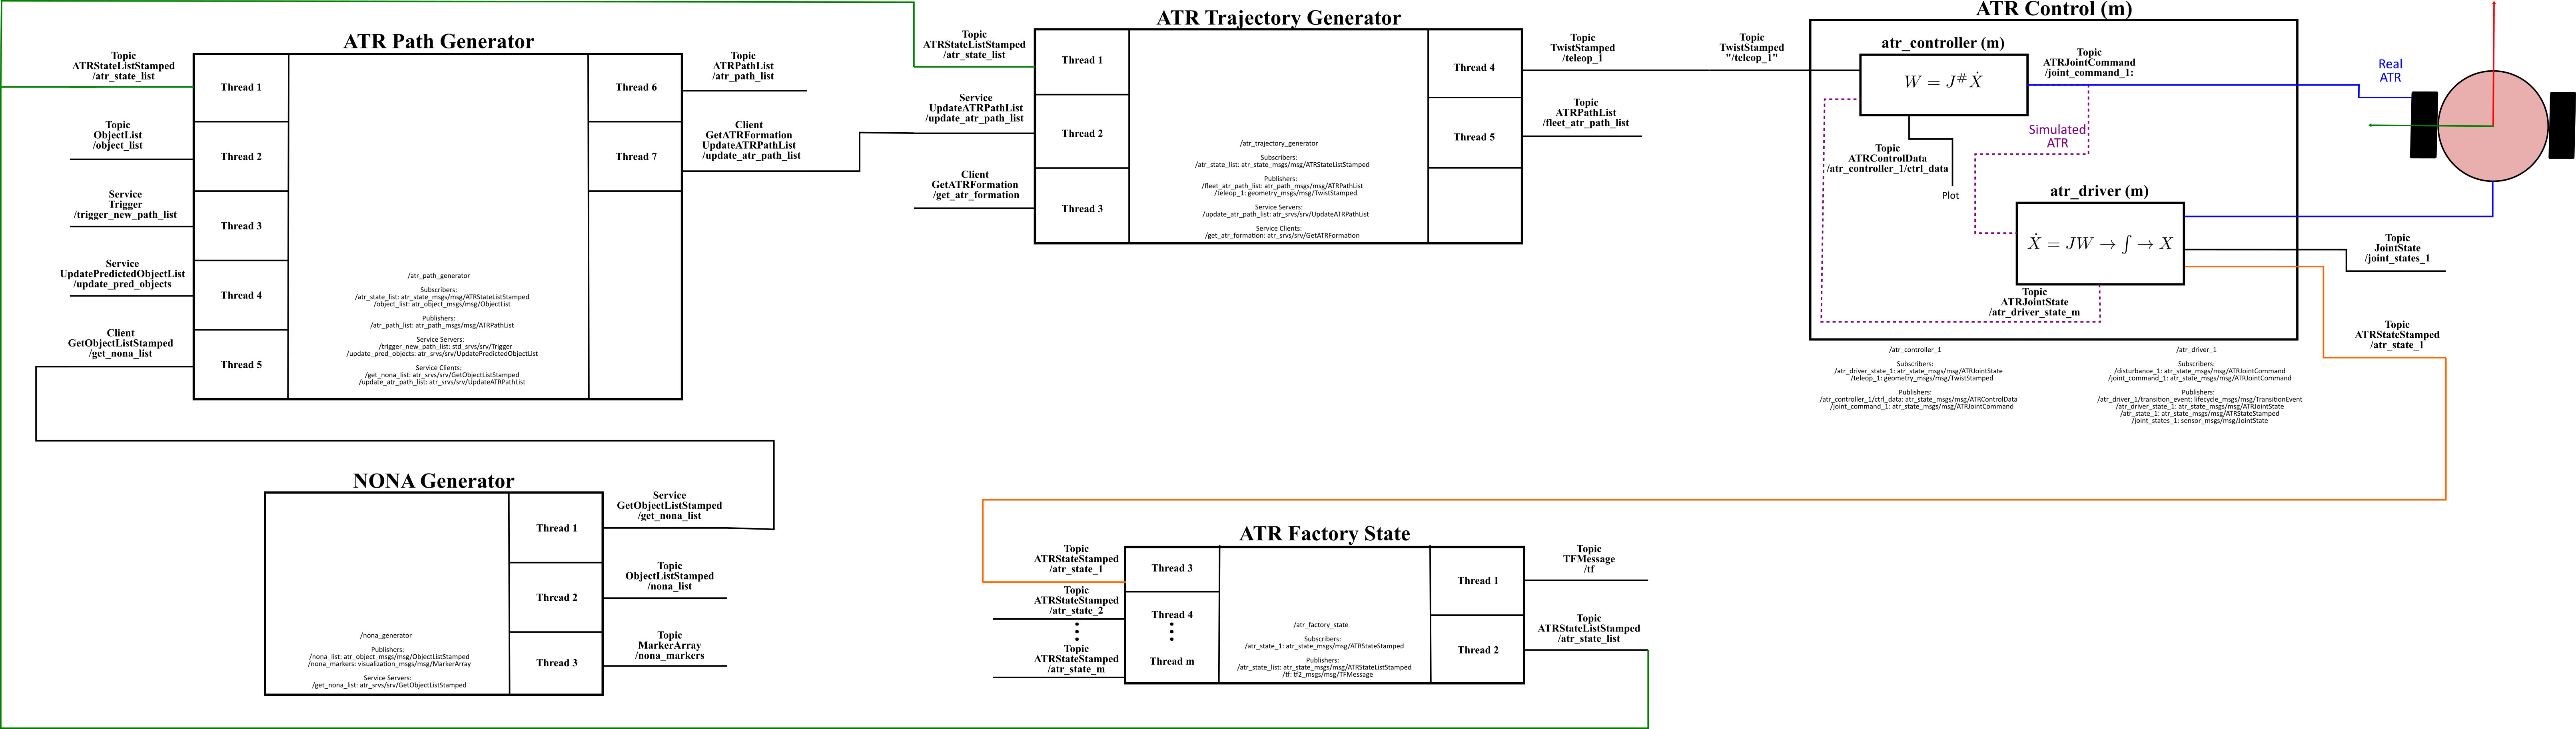 ATR Path Generator
Topic
ATRStateListStamped
/atr_state_list
Topic
ObjectList
/object_list
Service
Trigger
/trigger_new_path_list
Service
UpdatePredictedObjectList
/update_pred_objects
Client
GetObjectListStamped
/get_nona_list
Thread 1
Thread 2
Thread 3
Thread 4
Thread 5
/atr_path_generator
Subscribers:
/atr_state_list: atr_state_msgs/msg/ATRStateListStamped
/object_list: atr_object_msgs/msg/ObjectList
Publishers:
/atr_path_list: atr_path_msgs/msg/ATRPathList
Service Servers:
/trigger_new_path_list: std_srvs/srv/Trigger
/update_pred_objects: atr_srvs/srv/UpdatePredictedObjectList
Service Clients:
/get_nona_list: atr_srvs/srv/GetObjectListStamped
/update_atr_path_list: atr_srvs/srv/UpdateATRPathList
Thread 6
Thread 7
Topic
ATRPathList
/atr_path_list
Client
GetATRFormation
UpdateATRPathList
/update_atr_path_list
ATR Trajectory Generator
Topic
ATRStateListStamped
/atr_state_list
Service
UpdateATRPathList
/update_atr_path_list
Client
GetATRFormation
/get_atr_formation
Thread 1
Thread 2
Thread 3
/atr_trajectory_generator
Subscribers:
/atr_state_list: atr_state_msgs/msg/ATRStateListStamped
Publishers:
/fleet_atr_path_list: atr_path_msgs/msg/ATRPathList
/teleop_1: geometry_msgs/msg/TwistStamped
Service Servers:
/update_atr_path_list: atr_srvs/srv/UpdateATRPathList
Service Clients:
/get_atr_formation: atr_srvs/srv/GetATRFormation
Thread 4
Thread 5
Topic
TwistStamped
/teleop_1
Topic
ATRPathList
/fleet_atr_path_list
Topic
TwistStamped
"/teleop_1"
ATR Control (m)
atr_controller (m)
W = J^# Ẋ
Topic
ATRJointCommand
/joint_command_1:
Real
ATR
Simulated
ATR
Topic
ATRControlData
/atr_controller_1/ctrl_data
Plot
atr_driver (m)
Ẋ = JW → ∫ → X
Topic
ATRJointState
/atr_driver_state_m
Topic
JointState
/joint_states_1
Topic
ATRStateStamped
/atr_state_1
/atr_controller_1
Subscribers:
/atr_driver_state_1: atr_state_msgs/msg/ATRJointState
/teleop_1: geometry_msgs/msg/TwistStamped
Publishers:
/atr_controller_1/ctrl_data: atr_state_msgs/msg/ATRControlData
/joint_command_1: atr_state_msgs/msg/ATRJointCommand
/atr_driver_1
Subscribers:
/disturbance_1: atr_state_msgs/msg/ATRJointCommand
/joint_command_1: atr_state_msgs/msg/ATRJointCommand
Publishers:
/atr_driver_1/transition_event: lifecycle_msgs/msg/TransitionEvent
/atr_driver_state_1: atr_state_msgs/msg/ATRJointState
/atr_state_1: atr_state_msgs/msg/ATRStateStamped
/joint_states_1: sensor_msgs/msg/JointState
NONA Generator
/nona_generator
Publishers:
/nona_list: atr_object_msgs/msg/ObjectListStamped
/nona_markers: visualization_msgs/msg/MarkerArray
Service Servers:
/get_nona_list: atr_srvs/srv/GetObjectListStamped
Thread 1
Thread 2
Thread 3
Service
GetObjectListStamped
/get_nona_list
Topic
ObjectListStamped
/nona_list
Topic
MarkerArray
/nona_markers
ATR Factory State
Topic
ATRStateStamped
/atr_state_1
Topic
ATRStateStamped
/atr_state_2
Topic
ATRStateStamped
/atr_state_m
Thread 3
Thread 4
Thread m
/atr_factory_state
Subscribers:
/atr_state_1: atr_state_msgs/msg/ATRStateStamped
Publishers:
/atr_state_list: atr_state_msgs/msg/ATRStateListStamped
/tf: tf2_msgs/msg/TFMessage
Thread 1
Thread 2
Topic
TFMessage
/tf
Topic
ATRStateListStamped
/atr_state_list